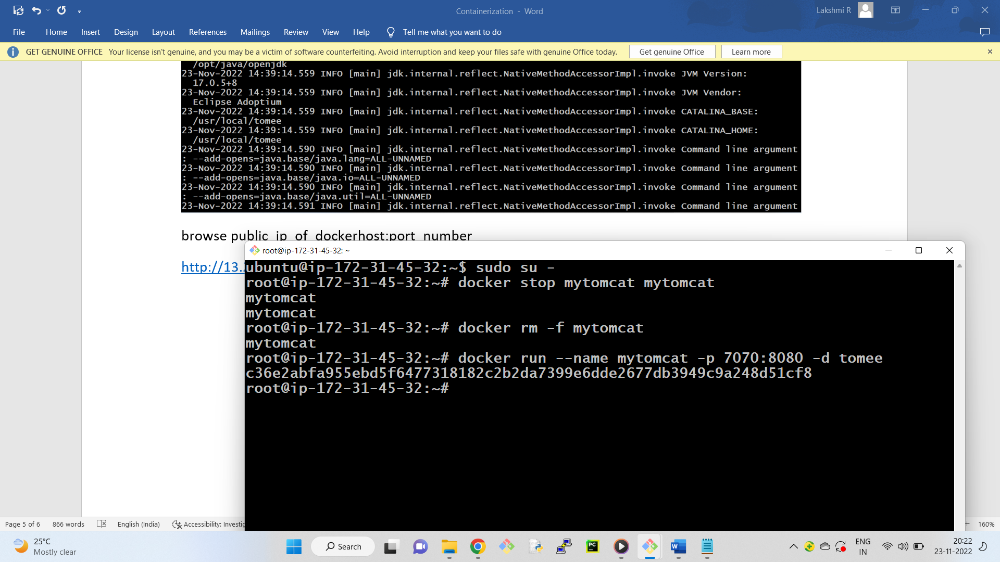 Containerization - Word
Lakshmi R
File Home Insert Design Layout References Mailings Review View Help Tell me what you want to do
GET GENUINE OFFICE Your license isn't genuine, and you may be a victim of software counterfeiting. Avoid interruption and keep your files safe with genuine Office today. Get genuine Office Learn more
/opt/java/openjdk
23-Nov-2022 14:39:14.559 INFO [main] jdk.internal.reflect.NativeMethodAccessorImpl.invoke JVM Version:
17.0.5+8
23-Nov-2022 14:39:14.559 INFO [main] jdk.internal.reflect.NativeMethodAccessorImpl.invoke JVM Vendor:
Eclipse Adoptium
23-Nov-2022 14:39:14.559 INFO [main] jdk.internal.reflect.NativeMethodAccessorImpl.invoke CATALINA_BASE:
/usr/local/tomee
23-Nov-2022 14:39:14.559 INFO [main] jdk.internal.reflect.NativeMethodAccessorImpl.invoke CATALINA_HOME:
/usr/local/tomee
23-Nov-2022 14:39:14.590 INFO [main] jdk.internal.reflect.NativeMethodAccessorImpl.invoke Command line argument
: --add-opens=java.base/java.lang=ALL-UNNAMED
23-Nov-2022 14:39:14.590 INFO [main] jdk.internal.reflect.NativeMethodAccessorImpl.invoke Command line argument
: --add-opens=java.base/java.io=ALL-UNNAMED
23-Nov-2022 14:39:14.590 INFO [main] jdk.internal.reflect.NativeMethodAccessorImpl.invoke Command line argument
: --add-opens=java.base/java.util=ALL-UNNAMED
23-Nov-2022 14:39:14.591 INFO [main] jdk.internal.reflect.NativeMethodAccessorImpl.invoke Command line argument
browse public_ip_of_dockerhost:port_number
http://13.
root@ip-172-31-45-32: ~
ubuntu@ip-172-31-45-32:~$ sudo su -
root@ip-172-31-45-32:~# docker stop mytomcat mytomcat
mytomcat
mytomcat
root@ip-172-31-45-32:~# docker rm -f mytomcat
mytomcat
root@ip-172-31-45-32:~# docker run --name mytomcat -p 7070:8080 -d tomee
c36e2abfa955ebd5f6477318182c2b2da7399e6dde2677db3949c9a248d51cf8
root@ip-172-31-45-32:~#
Page 5 of 6 866 words English (India) Accessibility: Investig 160%
25°C
Mostly clear
Search
PC
W
ENG
IN
20:22
23-11-2022